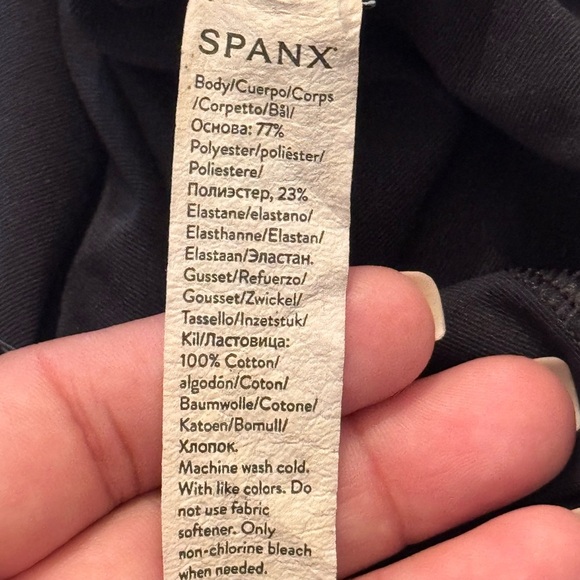 SPANX
Body/Cuerpo/Corps
/Corpetto/Bål/
Основа: 77%
Polyester/poliêster/
Poliestere/
Полиэстер, 23%
Elastane/elastano/
Elasthanne/Elastan/
Elastaan/Эластан.
Gusset/Refuerzo/
Gousset/Zwickel/
Tassello/Inzetstuk/
Kil/Ластовица:
100% Cotton/
algodón/Coton/
Baumwolle/Cotone/
Katoen/Bomull/
Хлопок.
Machine wash cold.
With like colors. Do
not use fabric
softener. Only
non-chlorine bleach
when needed.